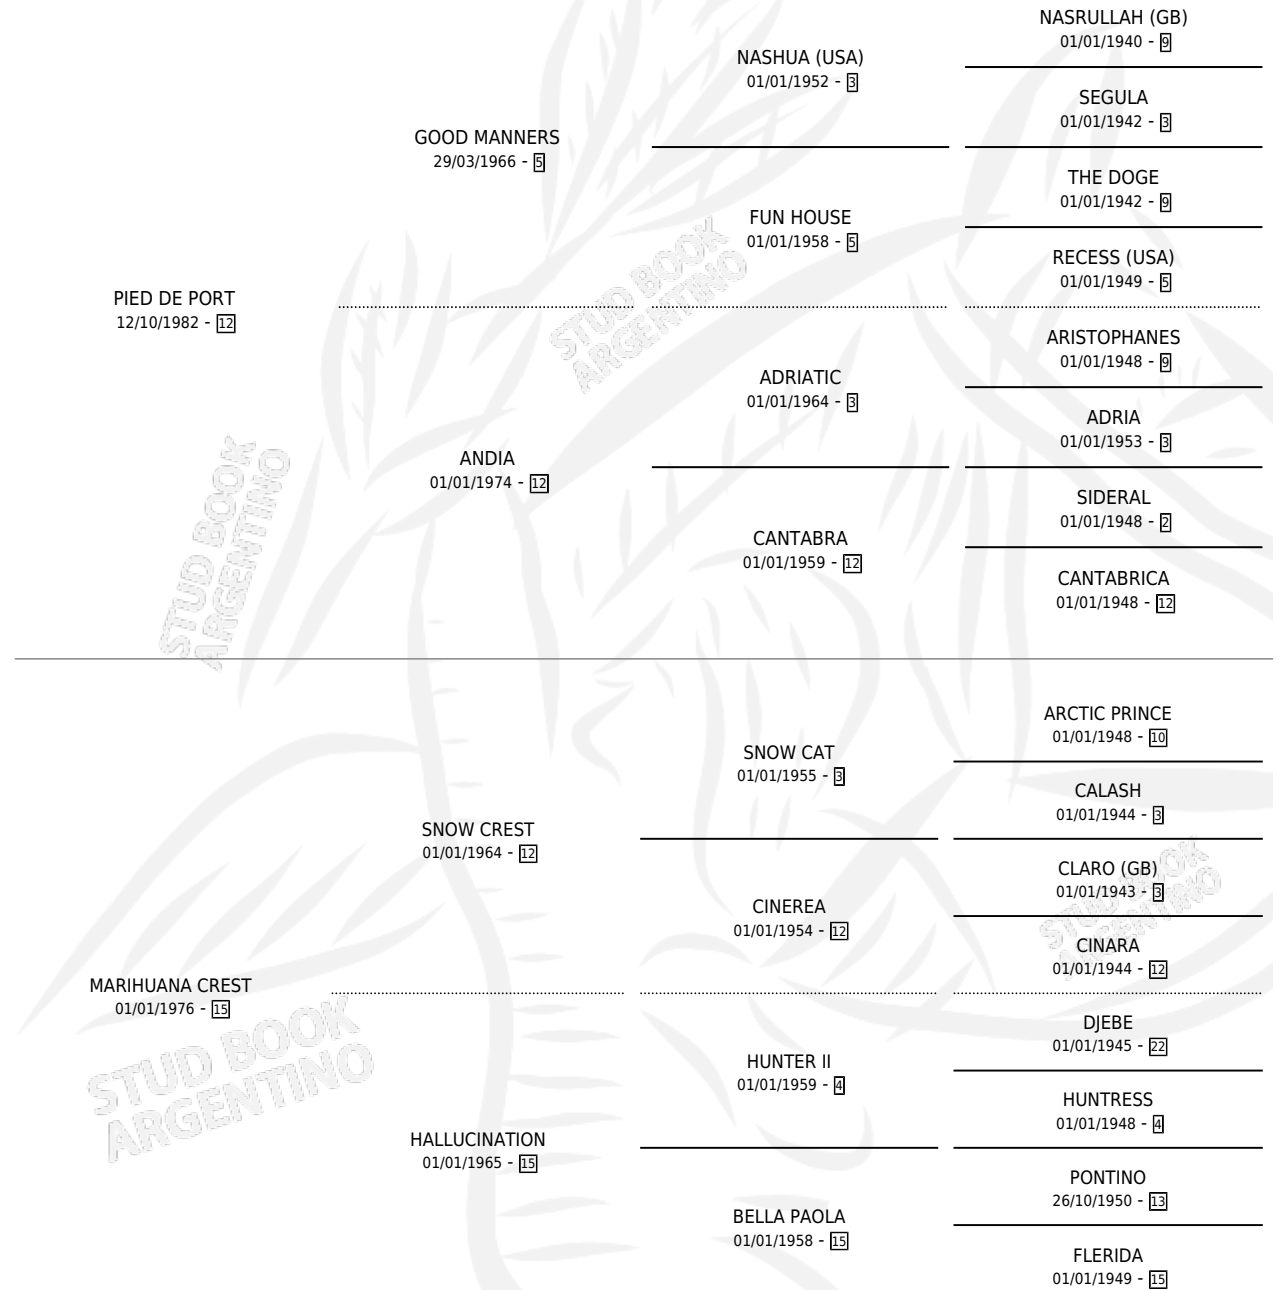 NASRULLAH (GB)
01/01/1940 - 9
NASHUA (USA)
01/01/1952 - 3
SEGULA
01/01/1942 - 3
GOOD MANNERS
29/03/1966 - 5
THE DOGE
01/01/1942 - 9
FUN HOUSE
01/01/1958 - 5
RECESS (USA)
01/01/1949 - 5
PIED DE PORT
12/10/1982 - 12
ARISTOPHANES
01/01/1948 - 9
ADRIATIC
01/01/1964 - 3
ADRIA
01/01/1953 - 3
ANDIA
01/01/1974 - 12
SIDERAL
01/01/1948 - 2
CANTABRA
01/01/1959 - 12
CANTABRICA
01/01/1948 - 12
ARCTIC PRINCE
01/01/1948 - 10
SNOW CAT
01/01/1955 - 3
CALASH
01/01/1944 - 3
SNOW CREST
01/01/1964 - 12
CLARO (GB)
01/01/1943 - 3
CINEREA
01/01/1954 - 12
CINARA
01/01/1944 - 12
MARIHUANA CREST
01/01/1976 - 15
DJEBE
01/01/1945 - 22
HUNTER II
01/01/1959 - 4
HUNTRESS
01/01/1948 - 4
HALLUCINATION
01/01/1965 - 15
PONTINO
26/10/1950 - 13
BELLA PAOLA
01/01/1958 - 15
FLERIDA
01/01/1949 - 15
STUD BOOK
ARGENTINO
STUD BOOK
ARGENTINO
STUD BOOK
ARGENTINO
STUD BOOK
ARGENTINO